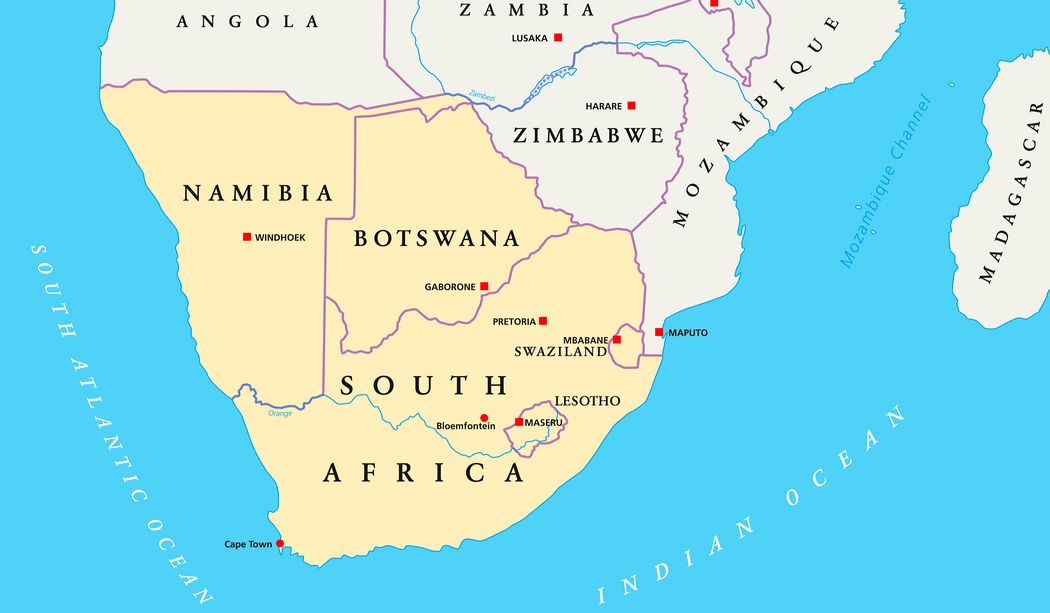 ANGOLA
ZAMBIA
LUSAKA
Zambezi
HARARE
ZIMBABWE
MOZAMBIQUE
Mozambique Channel
MADAGASCAR
NAMIBIA
WINDHOEK
BOTSWANA
GABORONE
PRETORIA
MBABANE
SWAZILAND
MAPUTO
SOUTH
AFRICA
LESOTHO
MASERU
Bloemfontein
Orange
Cape Town
SOUTH ATLANTIC OCEAN
INDIAN OCEAN